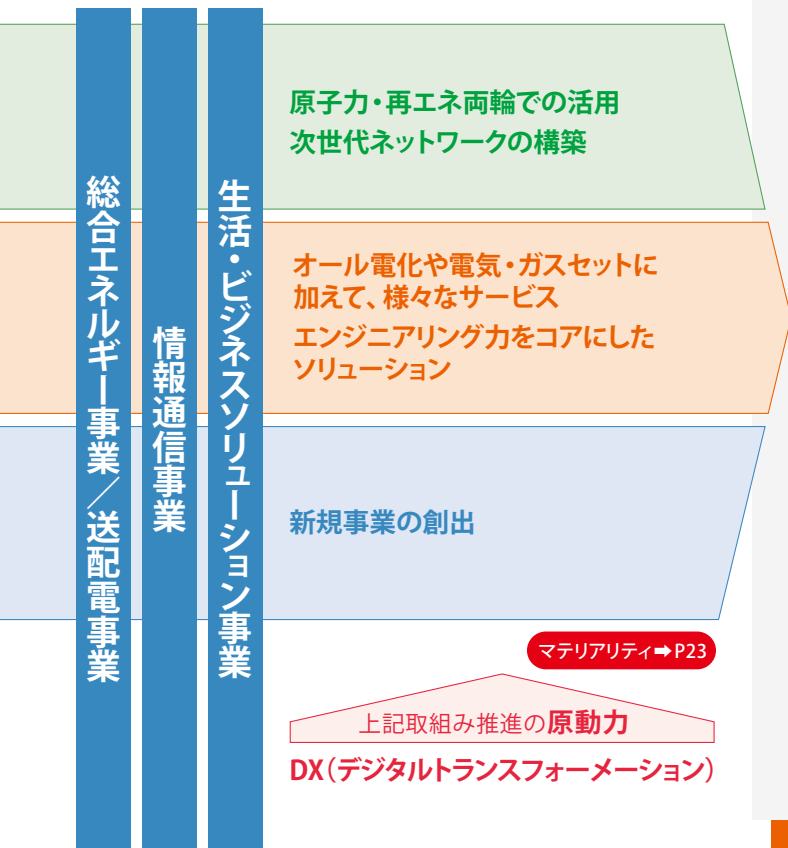 総合エネルギー事業／送配電事業
情報通信事業
生活・ビジネスソリューション事業
原子力・再エネ両輪での活用
次世代ネットワークの構築
オール電化や電気・ガスセットに
加えて、様々なサービス
エンジニアリング力をコアにした
ソリューション
新規事業の創出
マテリアリティ➡P23
上記取組み推進の原動力
DX（デジタルトランスフォーメーション）